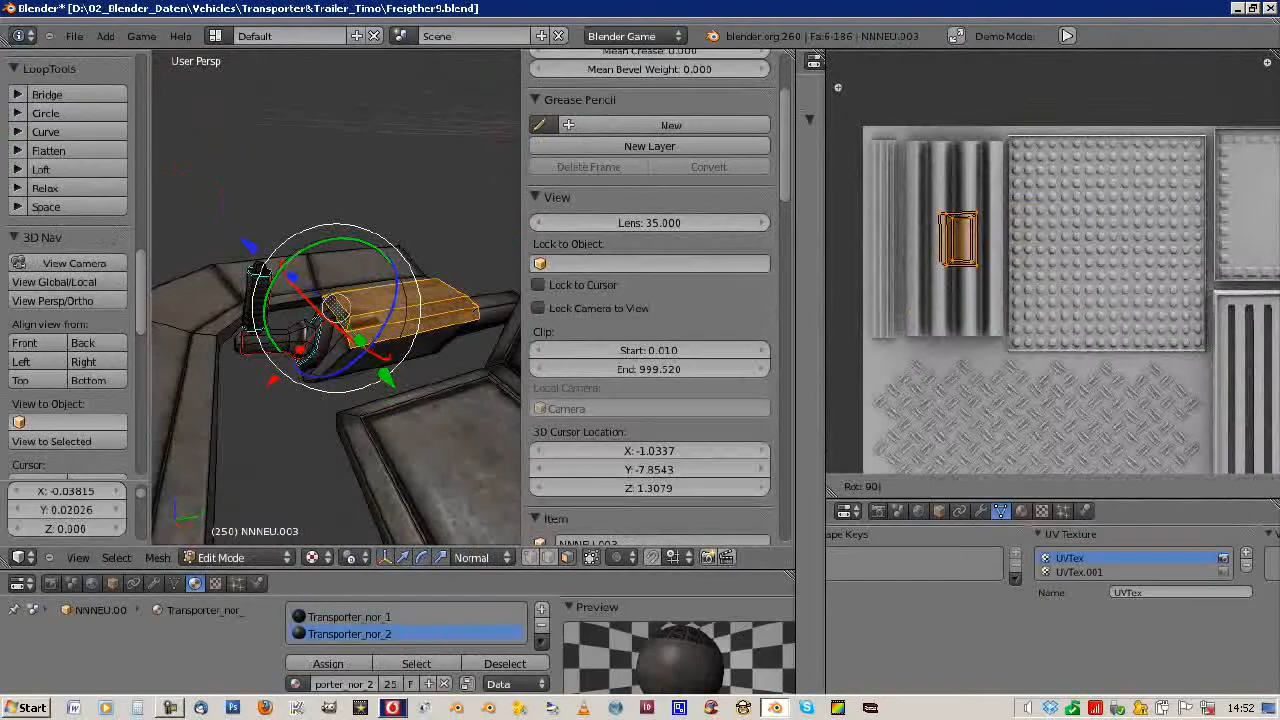 Blender* [D:\02_Blender_Daten\Vehicles\Transporter&Trailer_Timo\Freigther9.blend]
File Add Render Help Default Scene Blender Game blender.org 260 | Fa:6-186 | NNNEU.003 Demo Mode:
LoopTools
Bridge
Circle
Curve
Flatten
Loft
Relax
Space
3D Nav
View Camera
View Global/Local
View Persp/Ortho
Align view from:
Front Back
Left Right
Top Bottom
View to Object:
View to Selected
Cursor:
X: -0.03815
Y: 0.02026
Z: 0.000
User Persp
(250) NNNEU.003
Mean Crease: 0.000
Mean Bevel Weight: 0.000
Grease Pencil
New
New Layer
Delete Frame Convert
View
Lens: 35.000
Lock to Object:
Lock to Cursor
Lock Camera to View
Clip:
Start: 0.010
End: 999.520
Local Camera:
Camera
3D Cursor Location:
X: -1.0337
Y: -7.8543
Z: 1.3079
Item
NNNEU.003
View Select Mesh Edit Mode Normal
NNNEU.00 Transporter_nor_
Transporter_nor_1
Transporter_nor_2
Assign Select Deselect
porter_nor_2 25 F Data
Preview
Rot: 90|
ape Keys
UV Texture
UVTex
UVTex.001
Name UVTex
Start 14:52